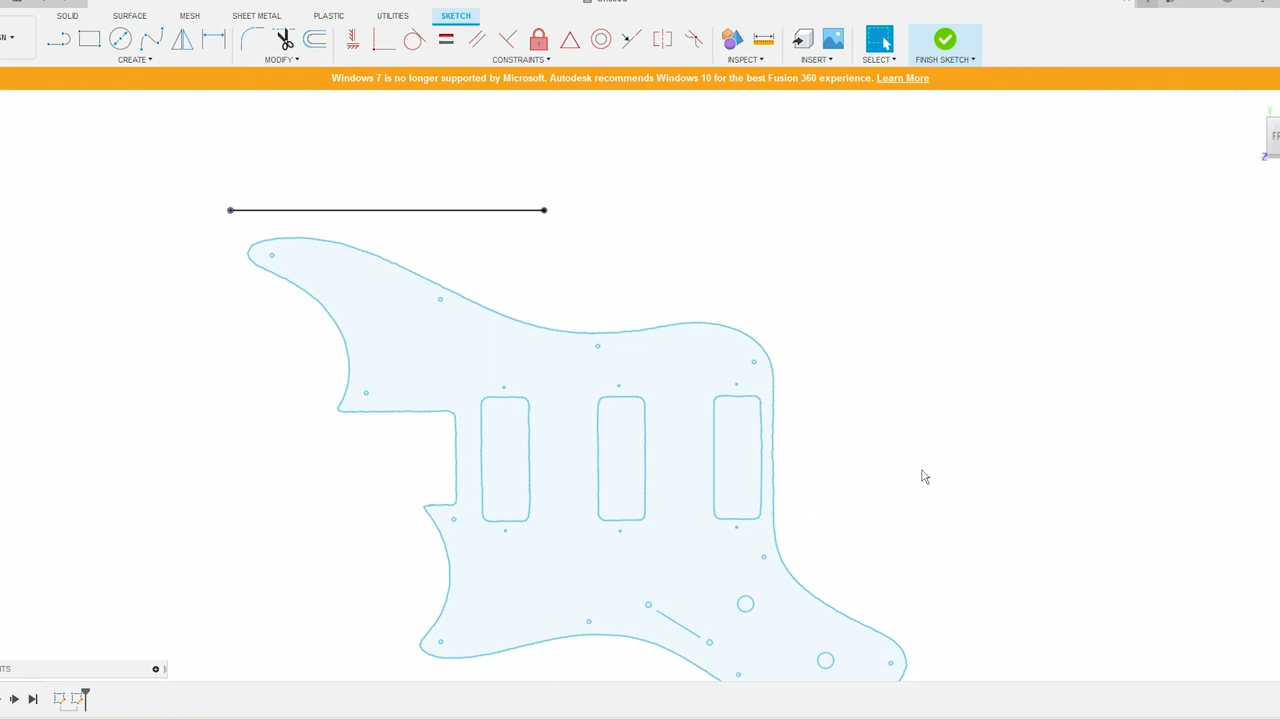 SOLID SURFACE MESH SHEET METAL PLASTIC UTILITIES SKETCH
CREATE MODIFY CONSTRAINTS INSPECT INSERT SELECT FINISH SKETCH
Windows 7 is no longer supported by Microsoft. Autodesk recommends Windows 10 for the best Fusion 360 experience. Learn More
Y
Z